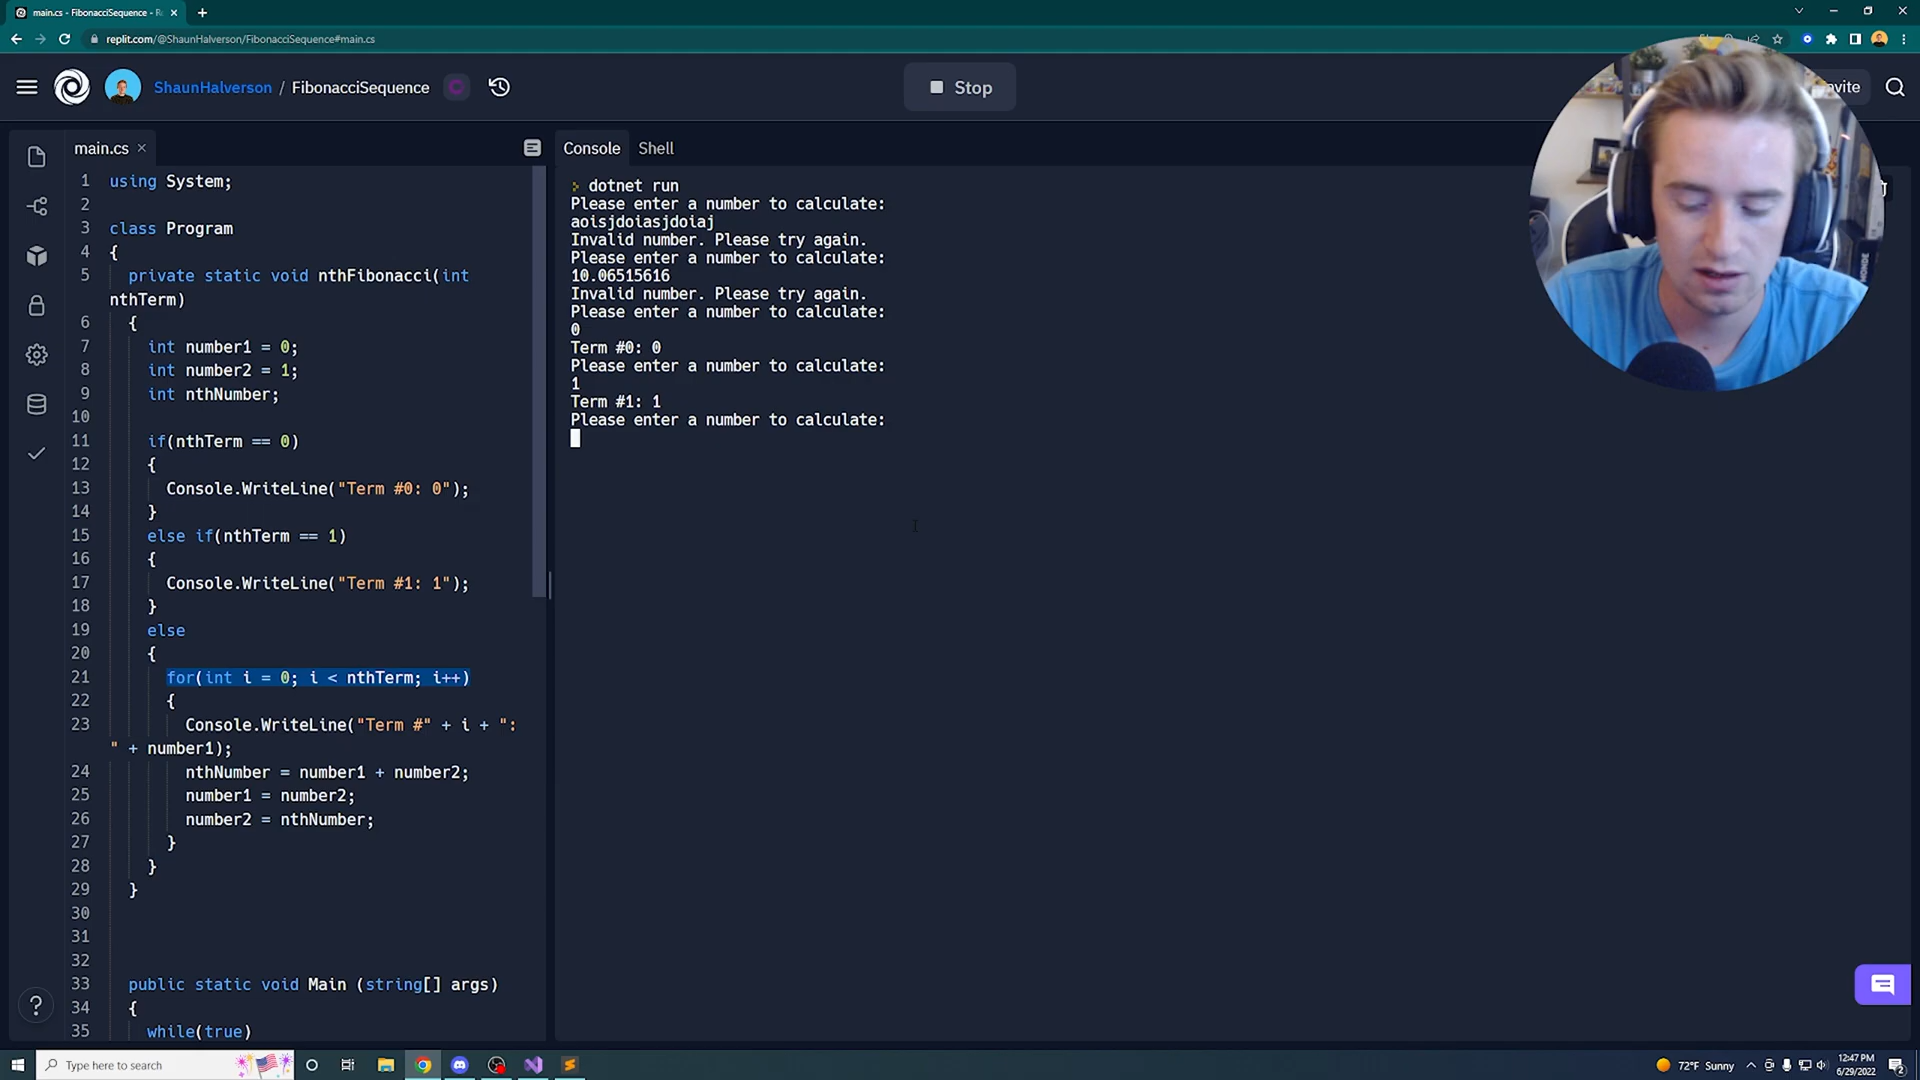 main.cs - FibonacciSequence - Re
replit.com/@ShaunHalverson/FibonacciSequence#main.cs
ShaunHalverson / FibonacciSequence
Stop
main.cs
1 using System;
2
3 class Program
4 {
5 private static void nthFibonacci(int
nthTerm)
6 {
7 int number1 = 0;
8 int number2 = 1;
9 int nthNumber;
10
11 if(nthTerm == 0)
12 {
13 Console.WriteLine("Term #0: 0");
14 }
15 else if(nthTerm == 1)
16 {
17 Console.WriteLine("Term #1: 1");
18 }
19 else
20 {
21 for(int i = 0; i < nthTerm; i++)
22 {
23 Console.WriteLine("Term #" + i + ":
" + number1);
24 nthNumber = number1 + number2;
25 number1 = number2;
26 number2 = nthNumber;
27 }
28 }
29 }
30
31
32
33 public static void Main (string[] args)
34 {
35 while(true)
Console Shell
dotnet run
Please enter a number to calculate:
aoisjdoiasjdoiaj
Invalid number. Please try again.
Please enter a number to calculate:
10.06515616
Invalid number. Please try again.
Please enter a number to calculate:
0
Term #0: 0
Please enter a number to calculate:
1
Term #1: 1
Please enter a number to calculate:
Type here to search
72°F Sunny
12:47 PM
6/29/2022